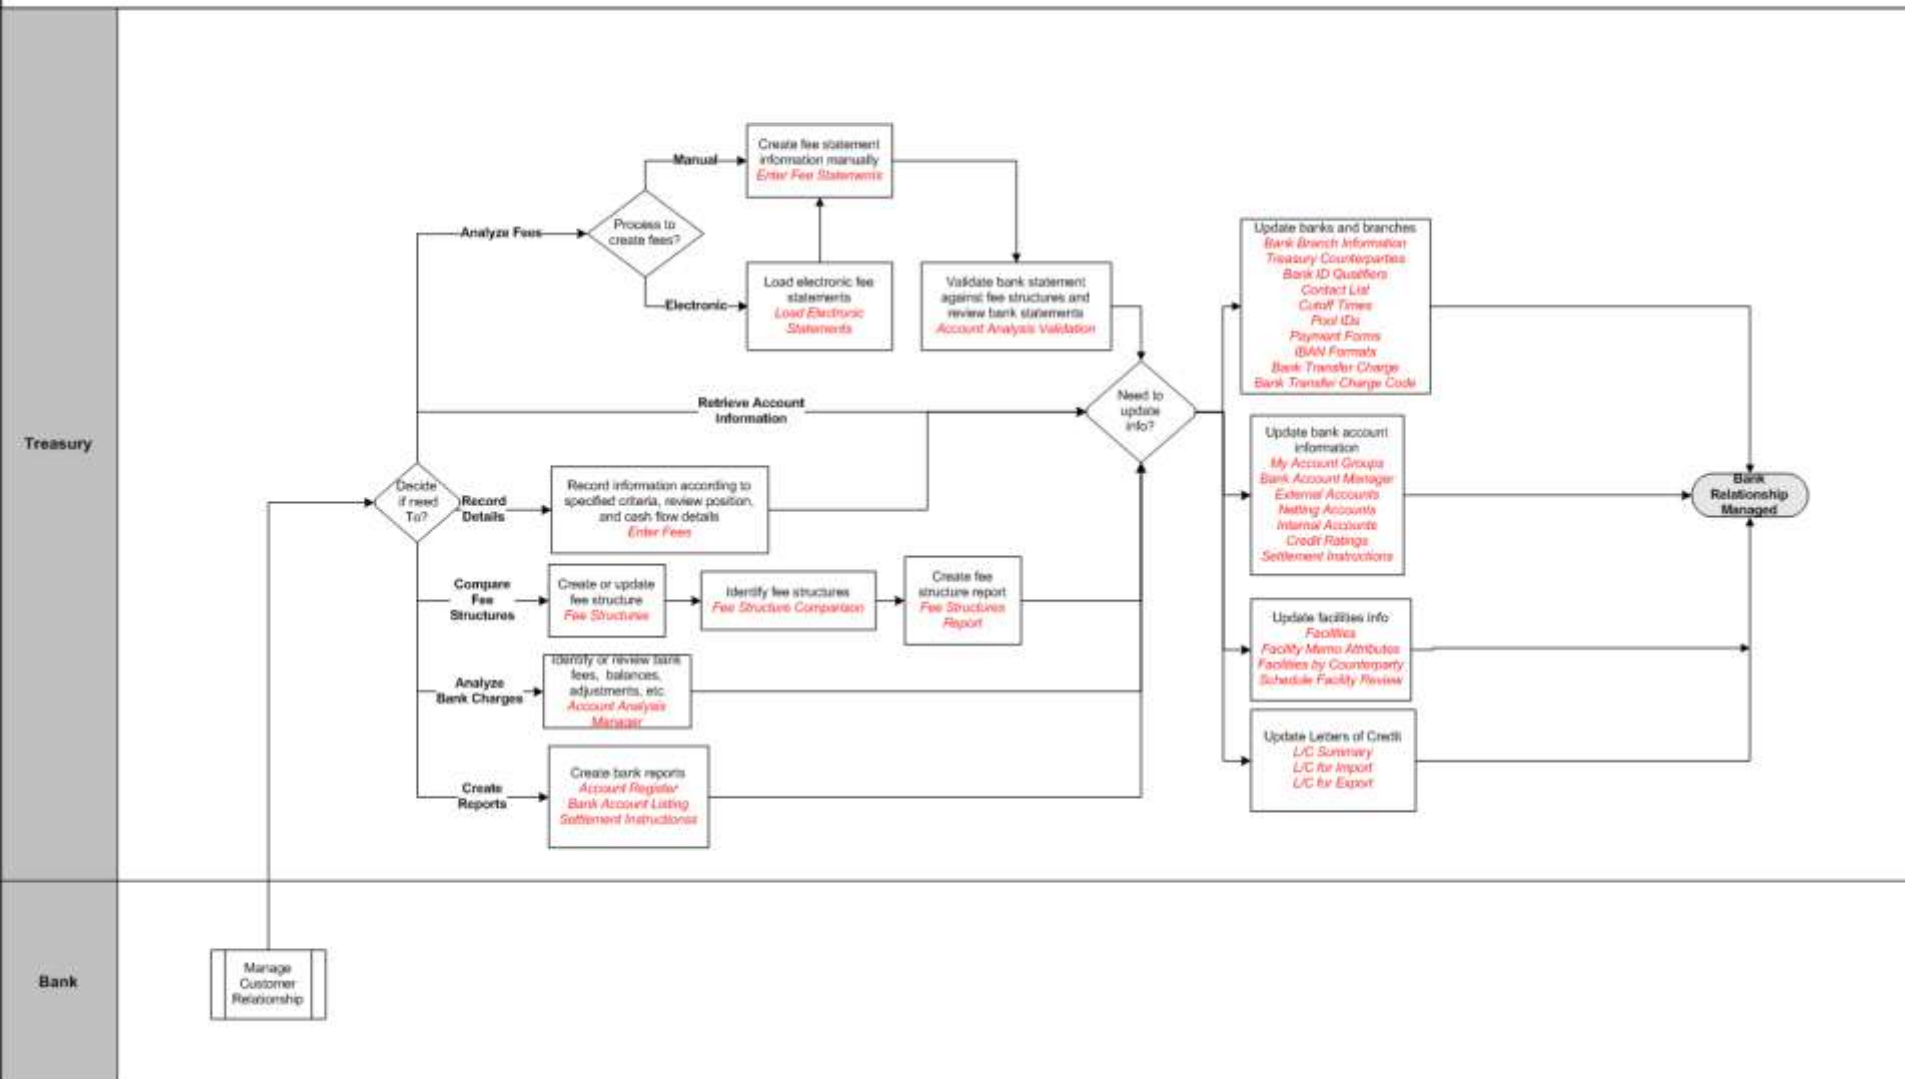 Treasury
Manual
Create fee statement
information manually
Enter Fee Statements
Analyze Fees
Process to
create fees?
Electronic
Load electronic fee
statements
Load Electronic
Statements
Validate bank statement
against fee structures and
review bank statements
Account Analysis Validation
Retrieve Account
Information
Need to
update
info?
Decide
if need
To?
Record
Details
Record information according to
specified criteria, review position,
and cash flow details
Enter Fees
Compare
Fee
Structures
Create or update
fee structure
Fee Structures
Identify fee structures
Fee Structure Comparison
Create fee
structure report
Fee Structures
Report
Analyze
Bank Charges
Identify or review bank
fees, balances,
adjustments, etc
Account Analysis
Manager
Create
Reports
Create bank reports
Account Register
Bank Account Listing
Settlement Instructionss
Update banks and branches
Bank Branch Information
Treasury Counterparties
Bank ID Qualifiers
Contact List
Cutoff Times
Pool IDs
Payment Forms
IBAN Formats
Bank Transfer Charge
Bank Transfer Charge Code
Update bank account
information
My Account Groups
Bank Account Manager
External Accounts
Netting Accounts
Internal Accounts
Credit Ratings
Settlement Instructions
Update facilities info
Facilities
Facility Memo Attributes
Facilities by Counterparty
Schedule Facility Review
Update Letters of Credit
L/C Summary
L/C for Import
L/C for Export
Bank
Relationship
Managed
Bank
Manage
Customer
Relationship